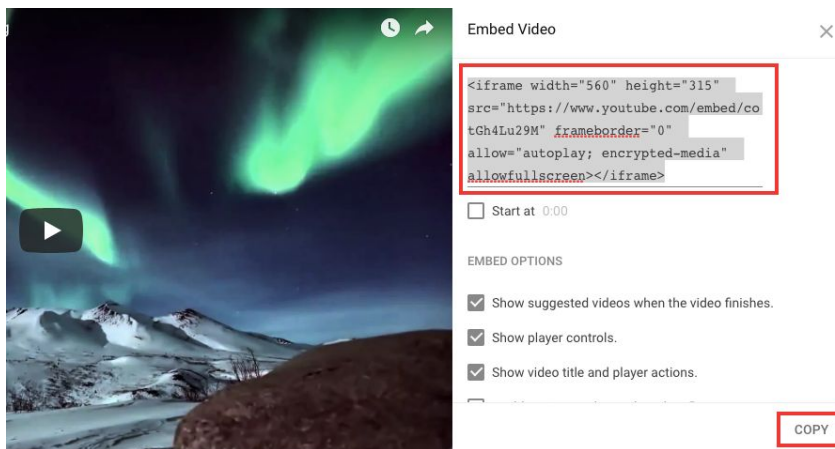 Embed Video
<iframe width="560" height="315"
src="https://www.youtube.com/embed/co
tGh4Lu29M" frameborder="0"
allow="autoplay; encrypted-media"
allowfullscreen></iframe>
Start at 0:00
EMBED OPTIONS
Show suggested videos when the video finishes.
Show player controls.
Show video title and player actions.
COPY